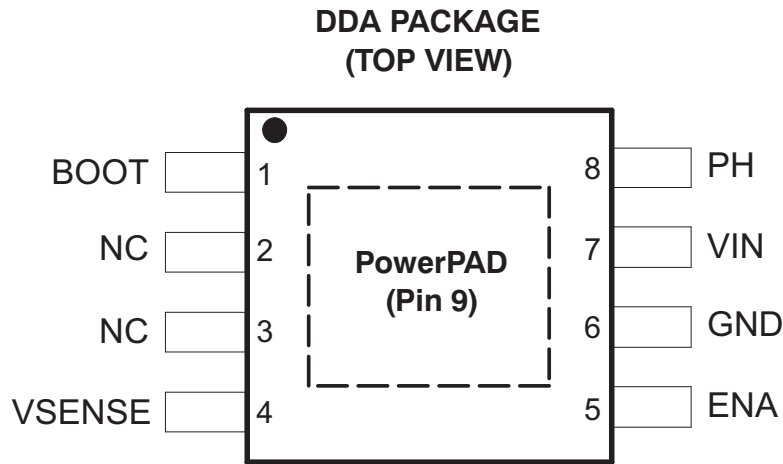 DDA PACKAGE
(TOP VIEW)
BOOT 1 8 PH
NC 2 7 VIN
NC 3 6 GND
VSENSE 4 5 ENA
PowerPAD
(Pin 9)